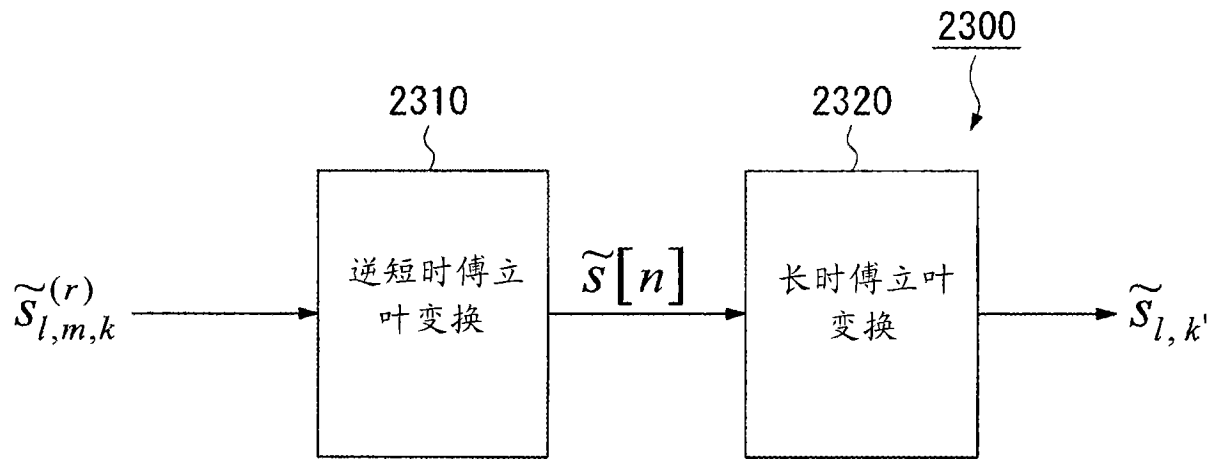 2300
2310
2320
逆短时傅立
叶变换
长时傅立叶
变换
s̃⁽ʳ⁾l,m,k
s̃[n]
s̃l,k'